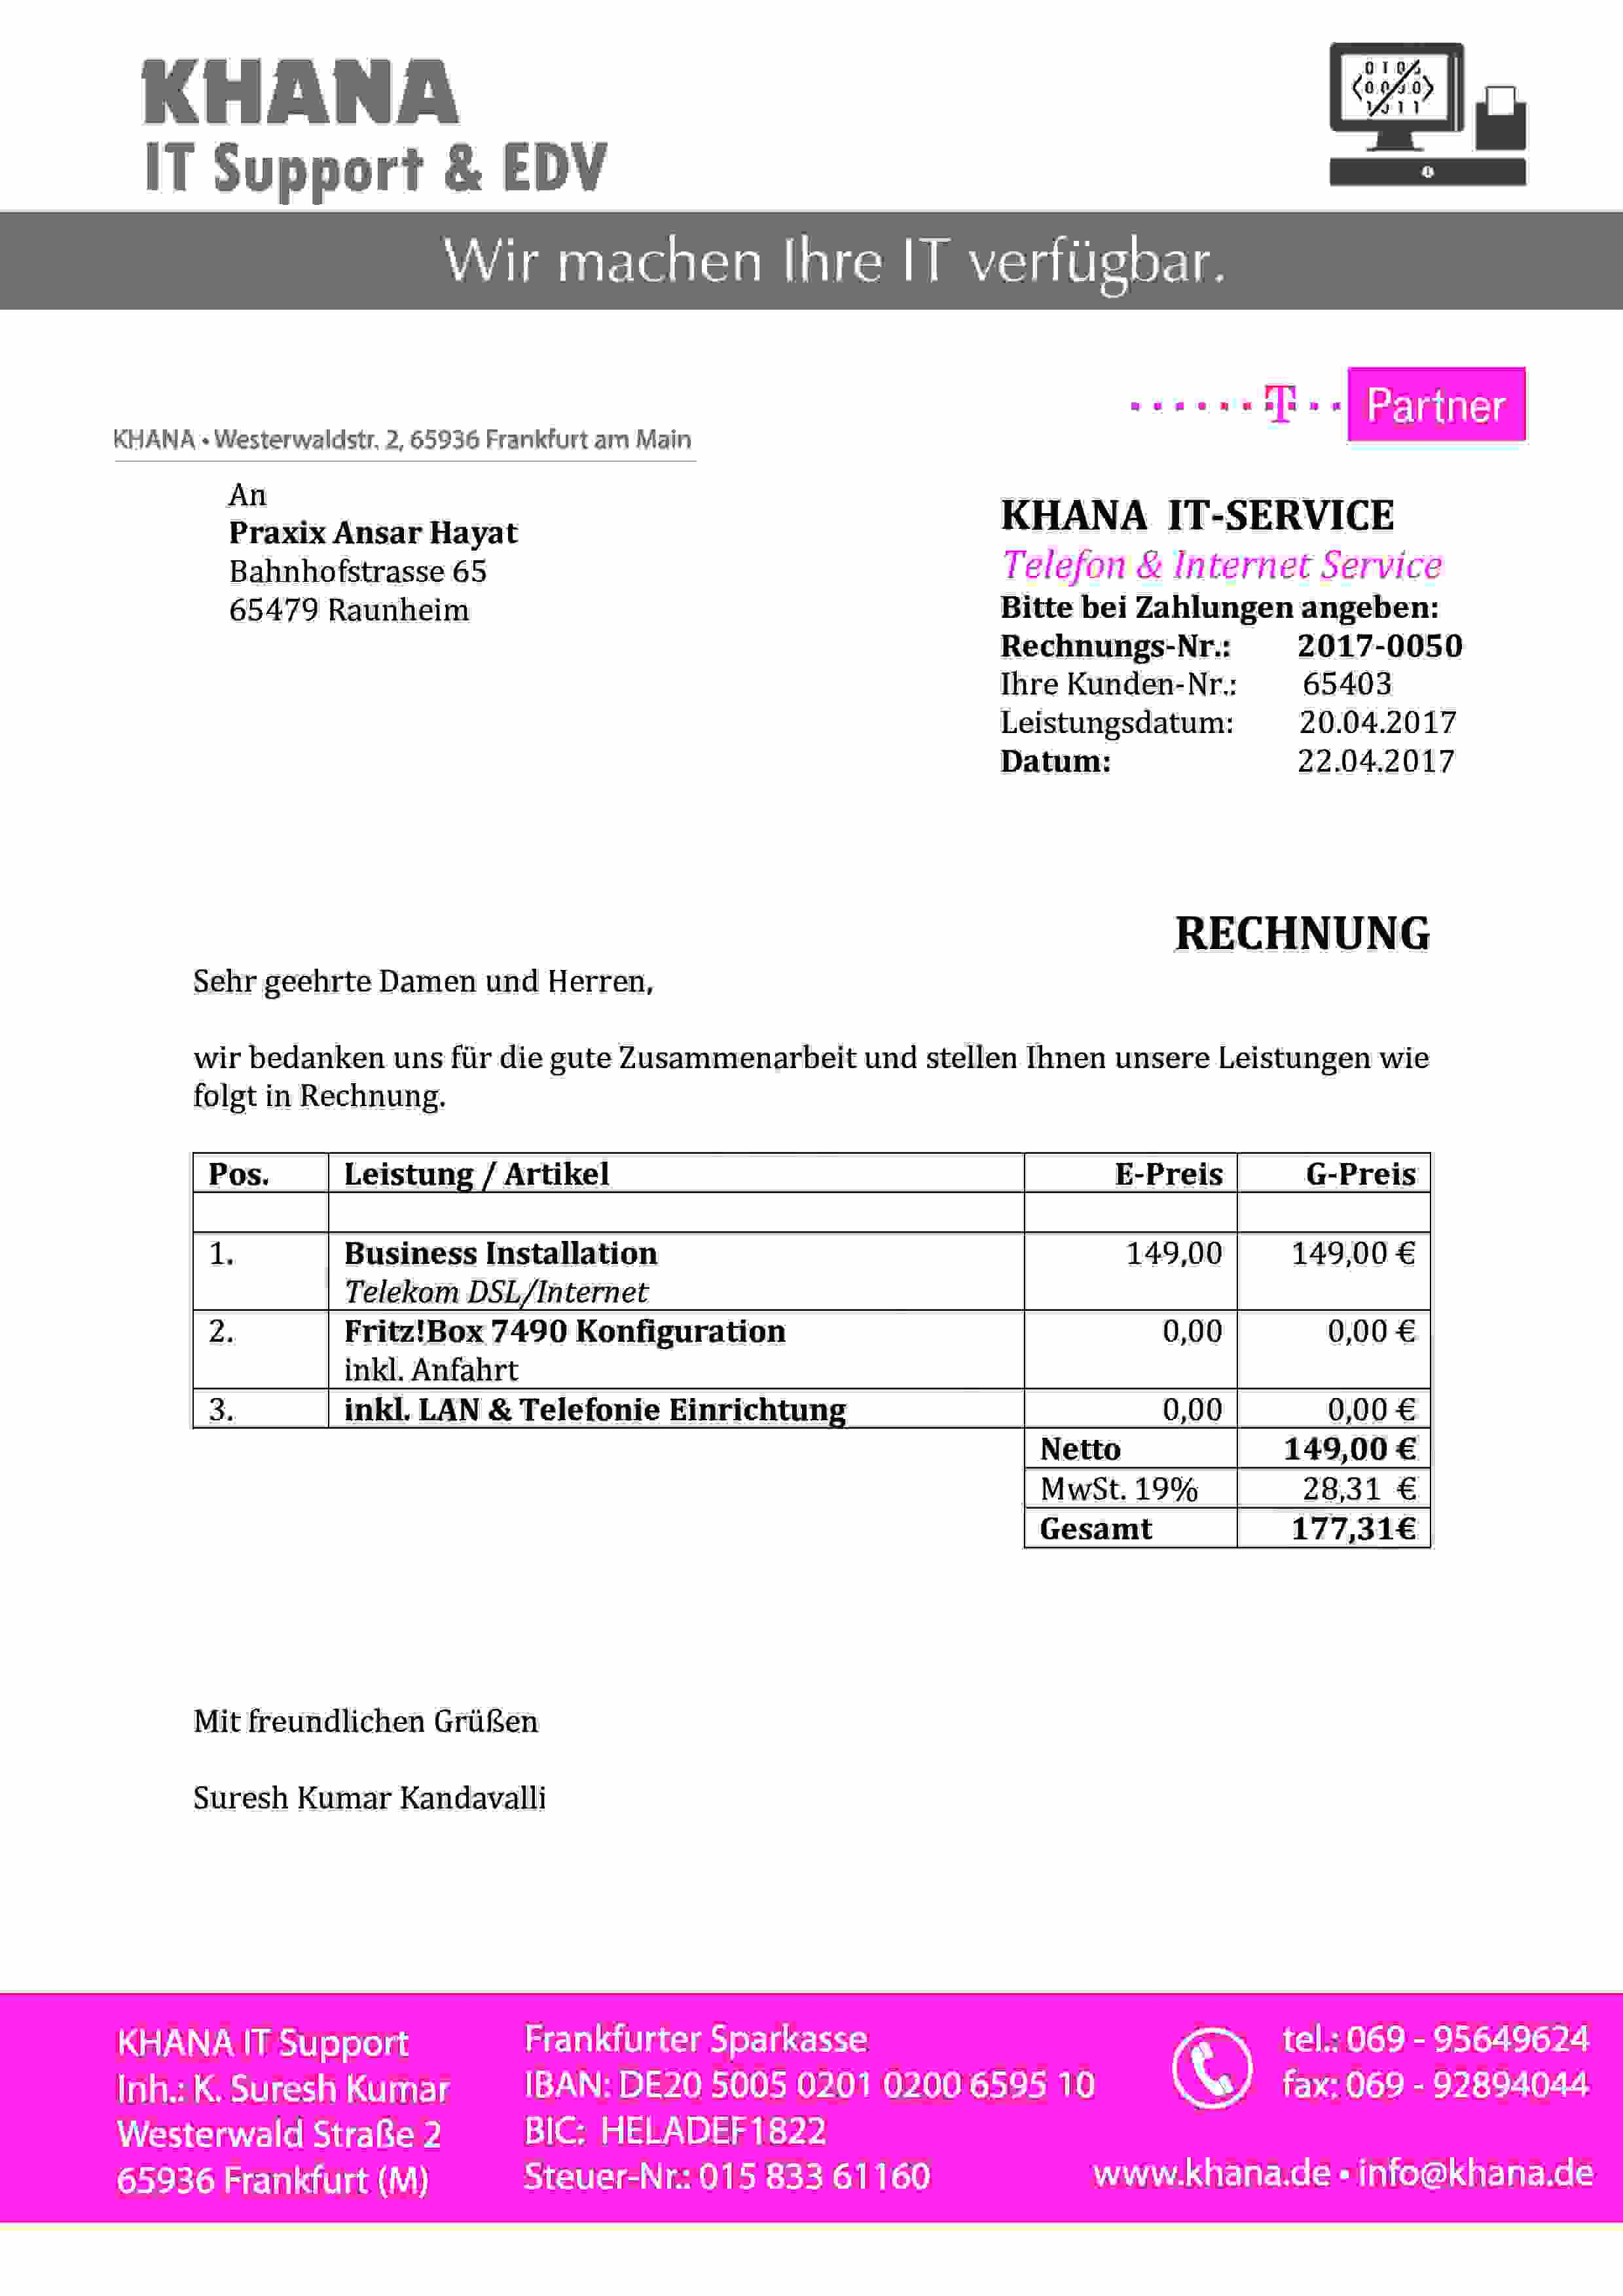 KHANA
IT Support & EDV
Wir machen Ihre IT verfügbar.
T Partner
KHANA • Westerwaldstr. 2, 65936 Frankfurt am Main
An
Praxix Ansar Hayat
Bahnhofstrasse 65
65479 Raunheim
KHANA IT-SERVICE
Telefon & Internet Service
Bitte bei Zahlungen angeben:
Rechnungs-Nr.: 2017-0050
Ihre Kunden-Nr.: 65403
Leistungsdatum: 20.04.2017
Datum: 22.04.2017
RECHNUNG
Sehr geehrte Damen und Herren,
wir bedanken uns für die gute Zusammenarbeit und stellen Ihnen unsere Leistungen wie
folgt in Rechnung.
Pos. Leistung / Artikel E-Preis G-Preis
1. Business Installation 149,00 149,00 €
Telekom DSL/Internet
2. Fritz!Box 7490 Konfiguration 0,00 0,00 €
inkl. Anfahrt
3. inkl. LAN & Telefonie Einrichtung 0,00 0,00 €
Netto 149,00 €
MwSt. 19% 28,31 €
Gesamt 177,31€
Mit freundlichen Grüßen
Suresh Kumar Kandavalli
KHANA IT Support
Inh.: K. Suresh Kumar
Westerwald Straße 2
65936 Frankfurt (M)
Frankfurter Sparkasse
IBAN: DE20 5005 0201 0200 6595 10
BIC: HELADEF1822
Steuer-Nr.: 015 833 61160
tel.: 069 - 95649624
fax: 069 - 92894044
www.khana.de • info@khana.de